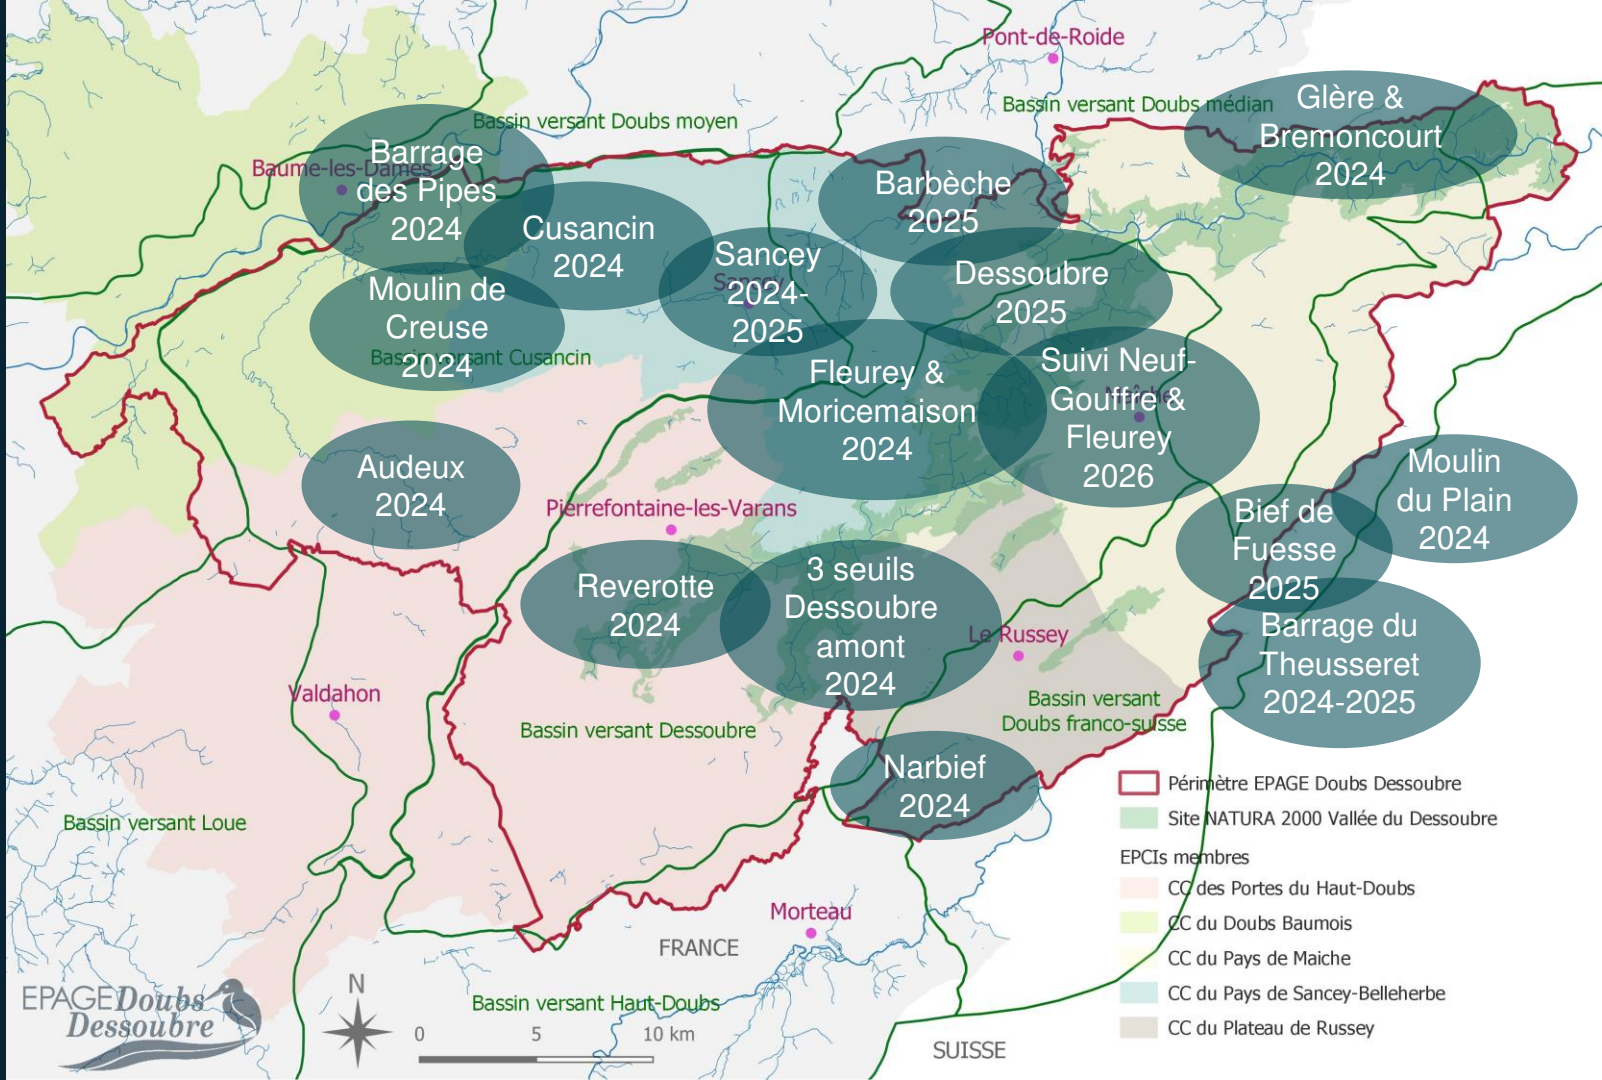 Pont-de-Roide
Bassin versant Doubs médian
Glère &
Bremoncourt
2024
Bassin versant Doubs moyen
Baume-les-Dames
Barrage
des Pipes
2024
Cusancin
2024
Barbèche
2025
Sancey
Sancey
2024-
2025
Dessoubre
2025
Moulin de
Creuse
2024
Bassin versant Cusancin
Fleurey &
Moricemaison
2024
Suivi Neuf-
Gouffre &
Fleurey
2026
Maîche
Audeux
2024
Moulin
du Plain
2024
Pierrefontaine-les-Varans
Bief de
Fuesse
2025
Reverotte
2024
3 seuils
Dessoubre
amont
2024
Le Russey
Barrage du
Theusseret
2024-2025
Valdahon
Bassin versant
Doubs franco-suisse
Bassin versant Dessoubre
Narbief
2024
Bassin versant Loue
Morteau
FRANCE
Bassin versant Haut-Doubs
SUISSE
Périmètre EPAGE Doubs Dessoubre
Site NATURA 2000 Vallée du Dessoubre
EPCIs membres
CC des Portes du Haut-Doubs
CC du Doubs Baumois
CC du Pays de Maiche
CC du Pays de Sancey-Belleherbe
CC du Plateau de Russey
EPAGE Doubs
Dessoubre
N
0 5 10 km